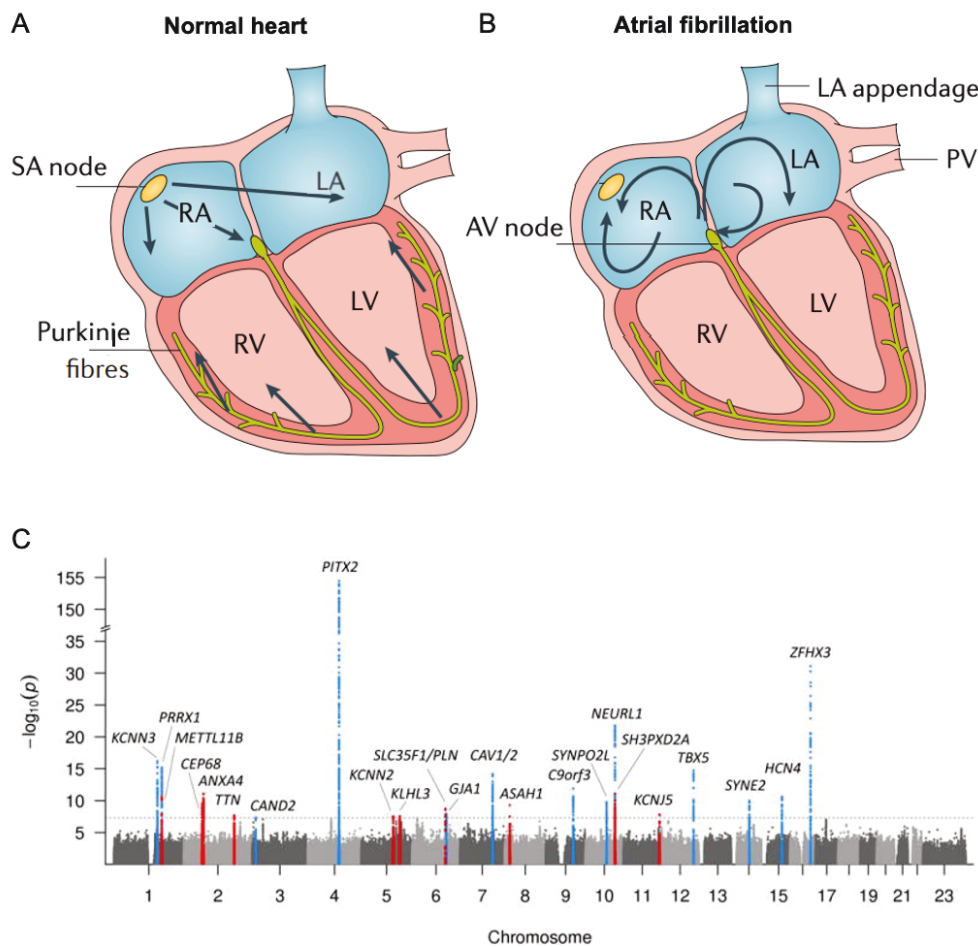 A
Normal heart
SA node
RA
LA
RV
LV
Purkinje
fibres
B
Atrial fibrillation
LA appendage
PV
LA
RA
AV node
RV
LV
C
−log10(p)
155
150
35
30
25
20
15
10
5
KCNN3
PRRX1
METTL11B
CEP68
ANXA4
TTN
CAND2
PITX2
KCNN2
KLHL3
SLC35F1/PLN
GJA1
CAV1/2
ASAH1
C9orf3
SYNPO2L
NEURL1
SH3PXD2A
KCNJ5
TBX5
SYNE2
HCN4
ZFHX3
1 2 3 4 5 6 7 8 9 10 11 12 13 15 17 19 21 23
Chromosome